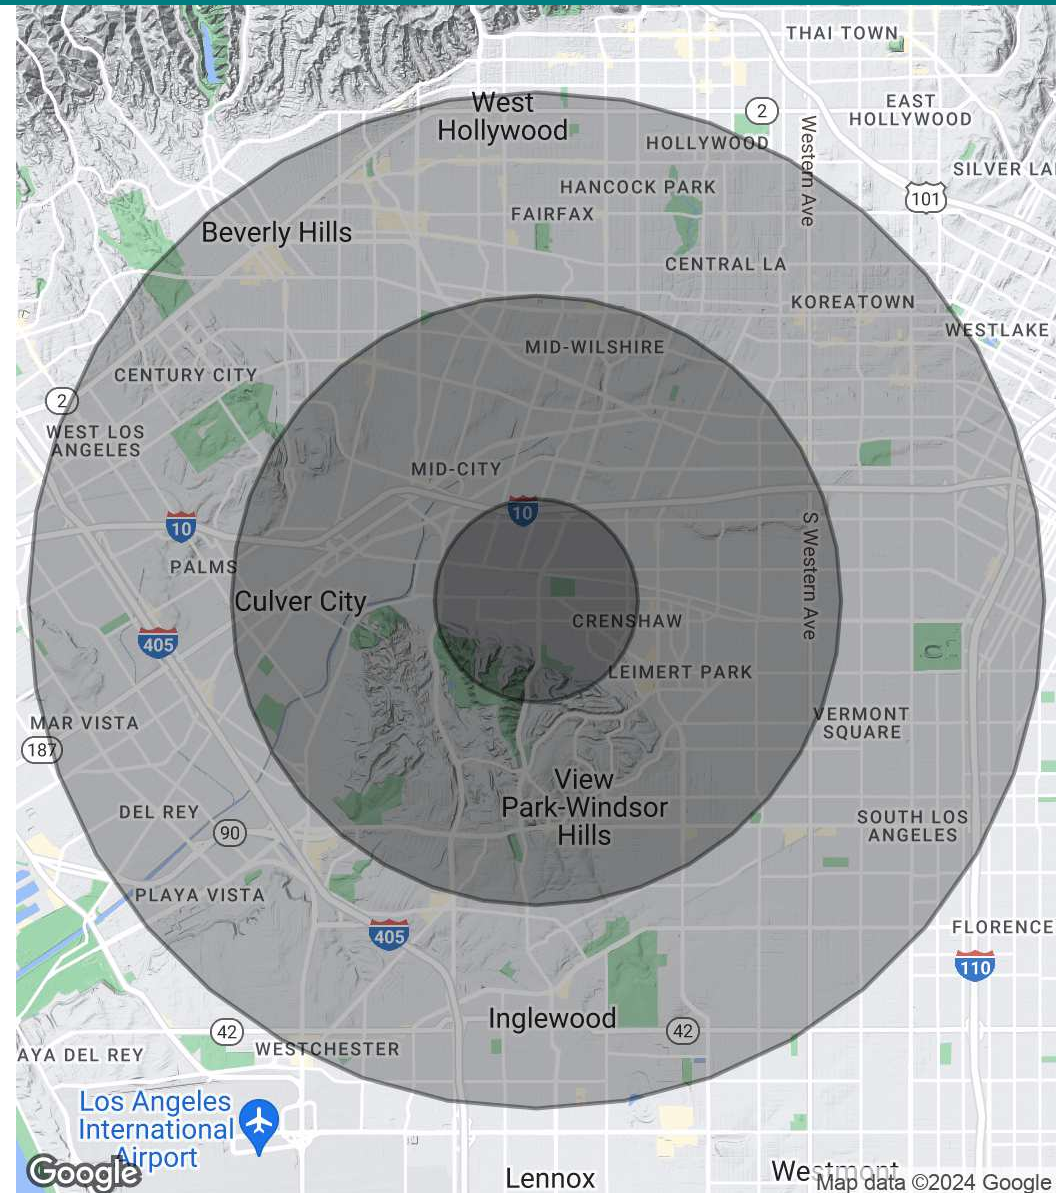 THAI TOWN
West
Hollywood
2
EAST
HOLLYWOOD
HOLLYWOOD
Western Ave
SILVER LA
HANCOCK PARK
101
FAIRFAX
Beverly Hills
CENTRAL LA
KOREATOWN
WESTLAKE
MID-WILSHIRE
CENTURY CITY
2
WEST LOS
ANGELES
MID-CITY
10
10
S Western Ave
PALMS
Culver City
CRENSHAW
405
LEIMERT PARK
MAR VISTA
187
VERMONT
SQUARE
View
Park-Windsor
Hills
DEL REY
90
SOUTH LOS
ANGELES
PLAYA VISTA
405
FLORENCE
110
Inglewood
42
42
WESTCHESTER
AYA DEL REY
Los Angeles
International
Airport
Google
Lennox
Westmont
Map data ©2024 Google